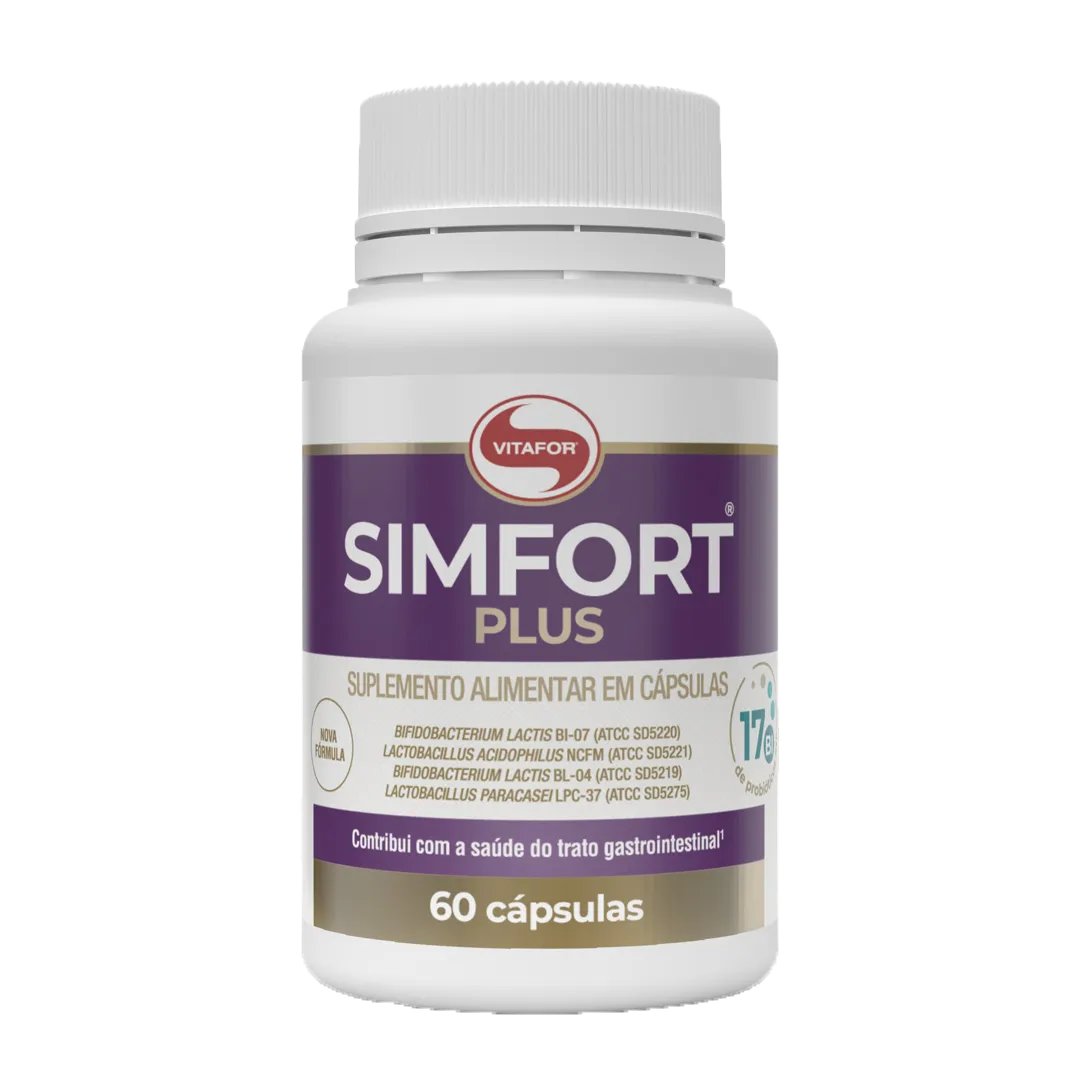 VITAFOR®
SIMFORT®
PLUS
SUPLEMENTO ALIMENTAR EM CÁPSULAS
NOVA
FÓRMULA
BIFIDOBACTERIUM LACTIS BI-07 (ATCC SD5220)
LACTOBACILLUS ACIDOPHILUS NCFM (ATCC SD5221)
BIFIDOBACTERIUM LACTIS BL-04 (ATCC SD5219)
LACTOBACILLUS PARACASEI LPC-37 (ATCC SD5275)
17 BI
de
Contribui com a saúde do trato gastrointestinal¹
60 cápsulas